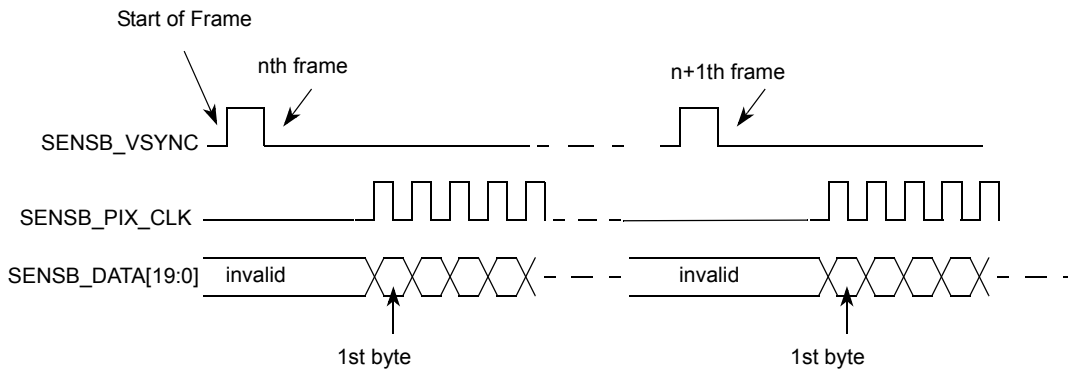 Start of Frame
nth frame
n+1th frame
SENSB_VSYNC
SENSB_PIX_CLK
SENSB_DATA[19:0]
invalid
invalid
1st byte
1st byte